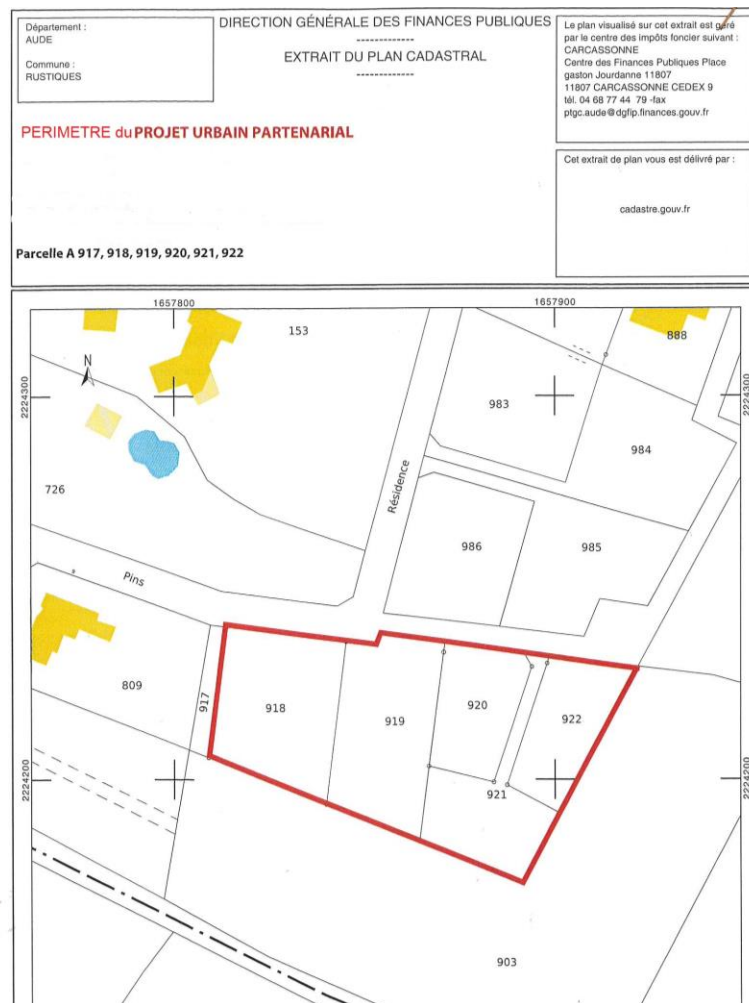 Département :
AUDE
Commune :
RUSTIQUES
DIRECTION GÉNÉRALE DES FINANCES PUBLIQUES
-------------
EXTRAIT DU PLAN CADASTRAL
-------------
Le plan visualisé sur cet extrait est géré
par le centre des impôts foncier suivant :
CARCASSONNE
Centre des Finances Publiques Place
gaston Jourdanne 11807
11807 CARCASSONNE CEDEX 9
tél. 04 68 77 44 79 -fax
ptgc.aude@dgfip.finances.gouv.fr
PERIMETRE du PROJET URBAIN PARTENARIAL
Cet extrait de plan vous est délivré par :
cadastre.gouv.fr
Parcelle A 917, 918, 919, 920, 921, 922
1657800
1657900
153
888
N
2224300
2224300
983
984
726
Résidence
986
985
Pins
809
917
918
919
920
922
2224200
921
2224200
903